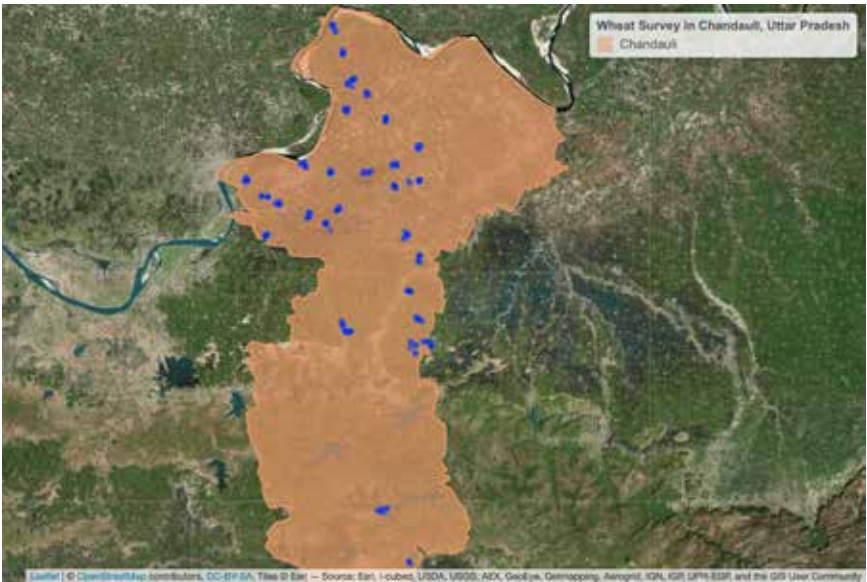 Wheat Survey in Chandauli, Uttar Pradesh
Chandauli
Leaflet | © OpenStreetMap contributors, CC-BY-SA, Tiles © Esri — Source: Esri, i-cubed, USDA, USGS, AEX, GeoEye, Getmapping, Aerogrid, IGN, IGP, UPR-EGP, and the GIS User Community